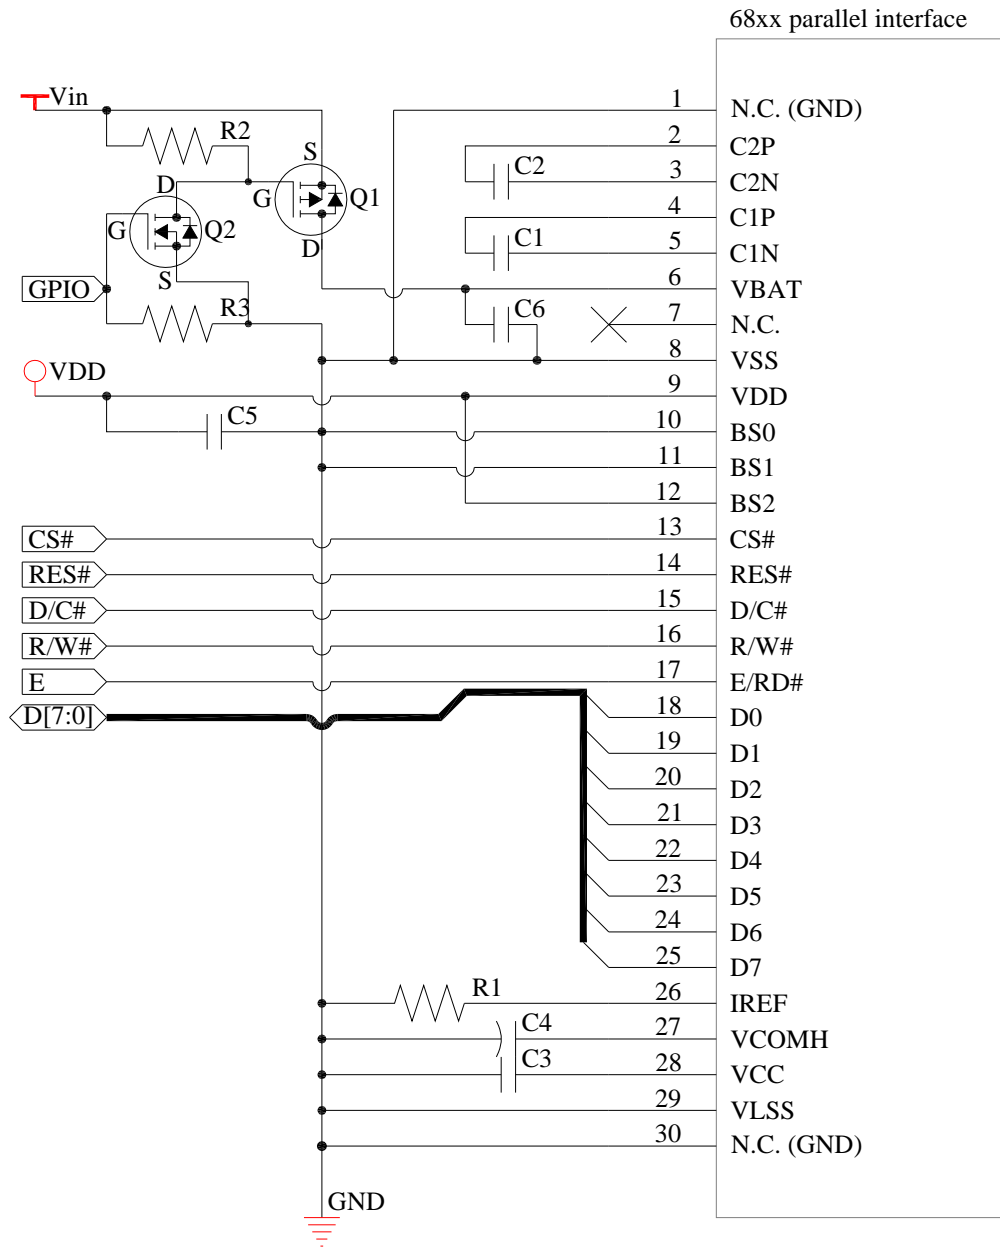 68xx parallel interface
Vin
R2
S
D
G
Q1
G
Q2
D
S
GPIO
R3
VDD
C5
C2
C1
C6
1 N.C. (GND)
2 C2P
3 C2N
4 C1P
5 C1N
6 VBAT
7 N.C.
8 VSS
9 VDD
10 BS0
11 BS1
12 BS2
CS# 13 CS#
RES# 14 RES#
D/C# 15 D/C#
R/W# 16 R/W#
E 17 E/RD#
D[7:0] 18 D0
19 D1
20 D2
21 D3
22 D4
23 D5
24 D6
25 D7
R1 26 IREF
C4 27 VCOMH
C3 28 VCC
29 VLSS
30 N.C. (GND)
GND